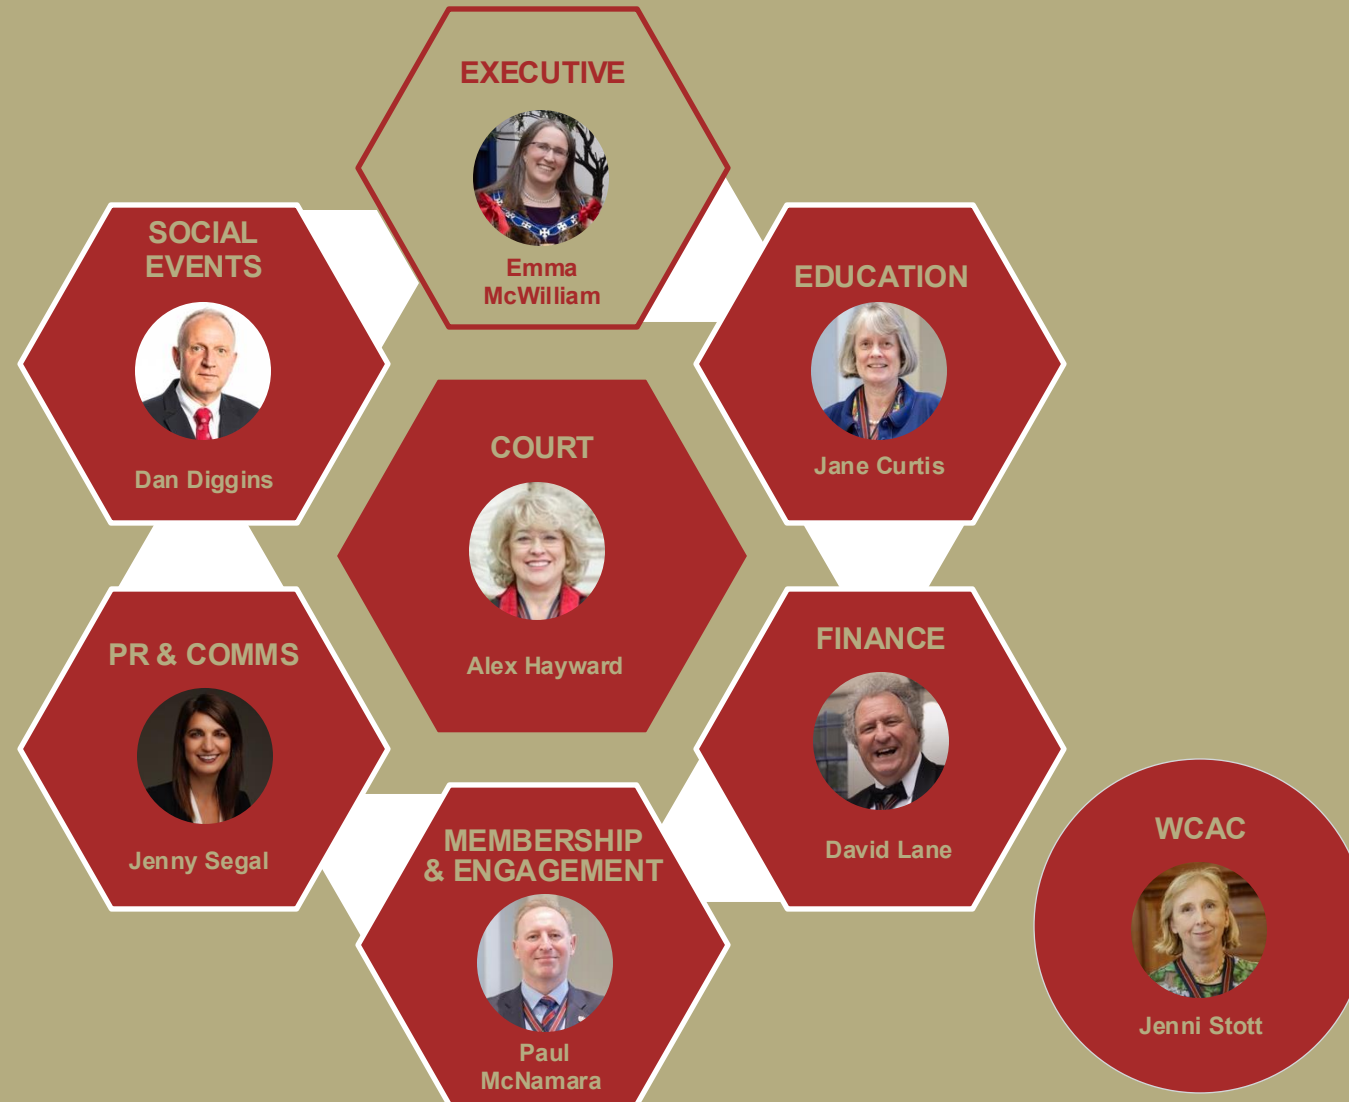 EXECUTIVE
Emma
McWilliam
SOCIAL
EVENTS
Dan Diggins
EDUCATION
Jane Curtis
COURT
Alex Hayward
PR & COMMS
Jenny Segal
FINANCE
David Lane
MEMBERSHIP
& ENGAGEMENT
Paul
McNamara
WCAC
Jenni Stott